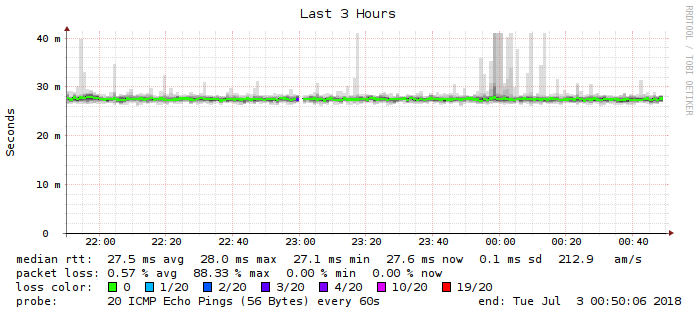 Last 3 Hours
RRDTOOL / TOBI OETIKER
Seconds
40 m
30 m
20 m
10 m
0
22:00 22:20 22:40 23:00 23:20 23:40 00:00 00:20 00:40
median rtt: 27.5 ms avg 28.0 ms max 27.1 ms min 27.6 ms now 0.1 ms sd 212.9 am/s
packet loss: 0.57 % avg 88.33 % max 0.00 % min 0.00 % now
loss color: 0 1/20 2/20 3/20 4/20 10/20 19/20
probe: 20 ICMP Echo Pings (56 Bytes) every 60s end: Tue Jul 3 00:50:06 2018